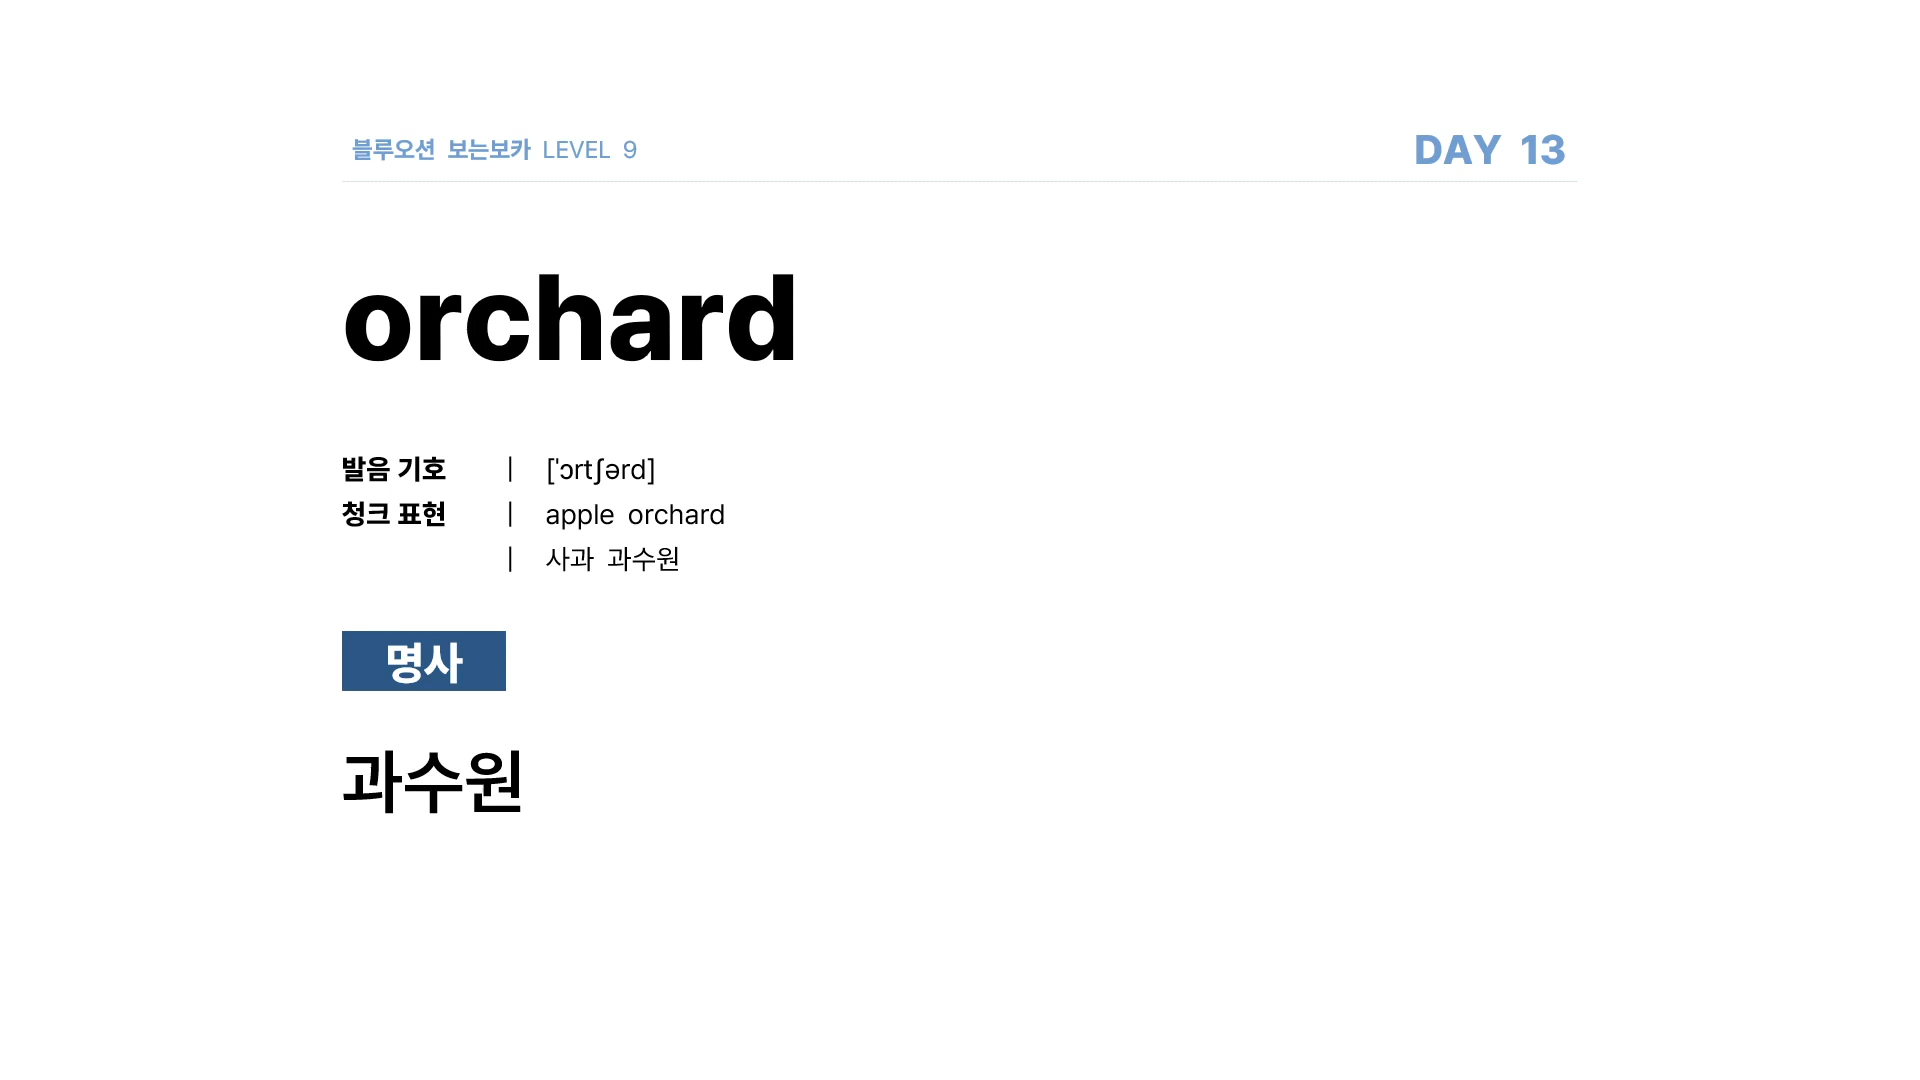 블루오션 보는보카 LEVEL 9
DAY 13
orchard
발음 기호 | ['ɔrtʃərd]
청크 표현 | apple orchard
| 사과 과수원
명사
과수원